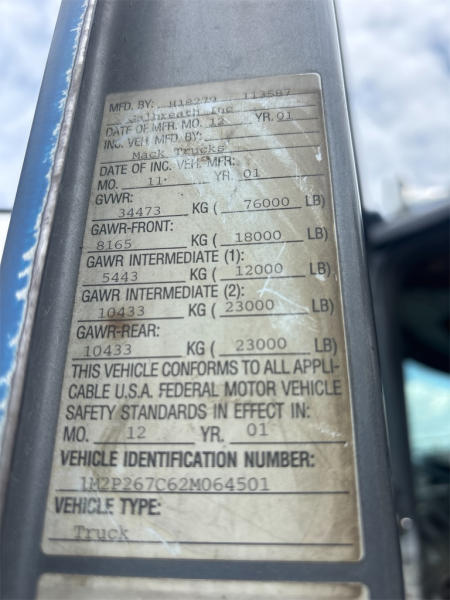 MFD. BY: H18279 113587
Galbreath Inc
DATE OF MFR. MO. 12 YR. 01
INC. VEH. MFD. BY:
Mack Trucks
DATE OF INC. VEH. MFR:
MO. 11 YR. 01
GVWR:
34473 KG ( 76000 LB)
GAWR-FRONT:
8165 KG ( 18000 LB)
GAWR INTERMEDIATE (1):
5443 KG ( 12000 LB)
GAWR INTERMEDIATE (2):
10433 KG ( 23000 LB)
GAWR-REAR:
10433 KG ( 23000 LB)
THIS VEHICLE CONFORMS TO ALL APPLI-
CABLE U.S.A. FEDERAL MOTOR VEHICLE
SAFETY STANDARDS IN EFFECT IN:
MO. 12 YR. 01
VEHICLE IDENTIFICATION NUMBER:
1M2P267C62M064501
VEHICLE TYPE:
Truck